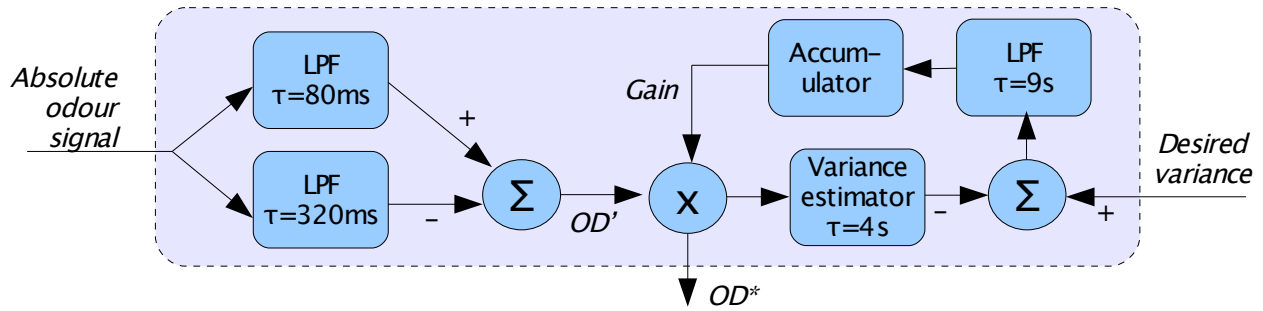 Absolute
odour
signal
LPF
τ=80ms
LPF
τ=320ms
+
–
Σ
OD'
Gain
x
OD*
Accum–
ulator
LPF
τ=9s
Variance
estimator
τ=4s
–
Σ
+
Desired
variance